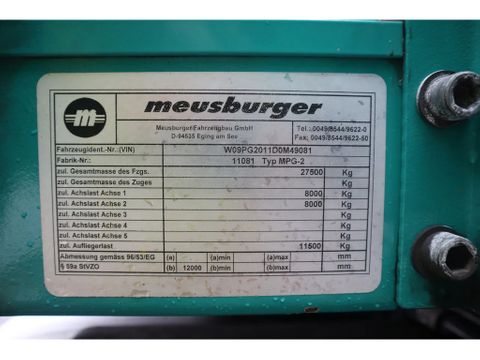 m meusburger
Meusburger Fahrzeugbau GmbH
D-94535 Eging am See
Tel.: 0049/8544/9622-0
Fax: 0049/8544/9622-50
Fahrzeugident.-Nr.:(VIN) W09PG2011D0M49081
Fabrik-Nr.: 11081 Typ MPG-2
zul. Gesamtmasse des Fzgs. 27500 Kg
zul. Gesamtmasse des Zuges Kg
zul. Achslast Achse 1 8000 Kg
zul. Achslast Achse 2 8000 Kg
zul. Achslast Achse 3 Kg
zul. Achslast Achse 4 Kg
zul. Achslast Achse 5 Kg
zul. Aufliegerlast 11500 Kg
Abmessung gemäss 96/53/EG (a) (a)min (a)max mm
§ 59a StVZO (b) 12000 (b)min (b)max mm